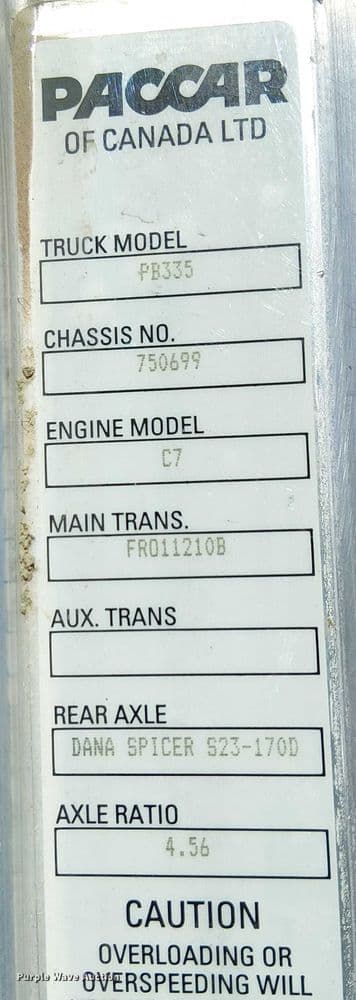 PACCAR
OF CANADA LTD
TRUCK MODEL
PB335
CHASSIS NO.
750699
ENGINE MODEL
C7
MAIN TRANS.
FRO11210B
AUX. TRANS
REAR AXLE
DANA SPICER S23-170D
AXLE RATIO
4.56
CAUTION
OVERLOADING OR
OVERSPEEDING WILL
Purple Wave Auction